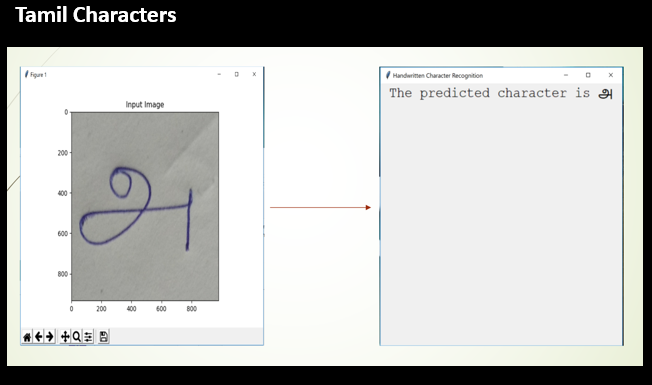 Tamil Characters
Figure 1
Input Image
0
200
400
600
800
0 200 400 600 800
அ
Handwritten Character Recognition
The predicted character is அ